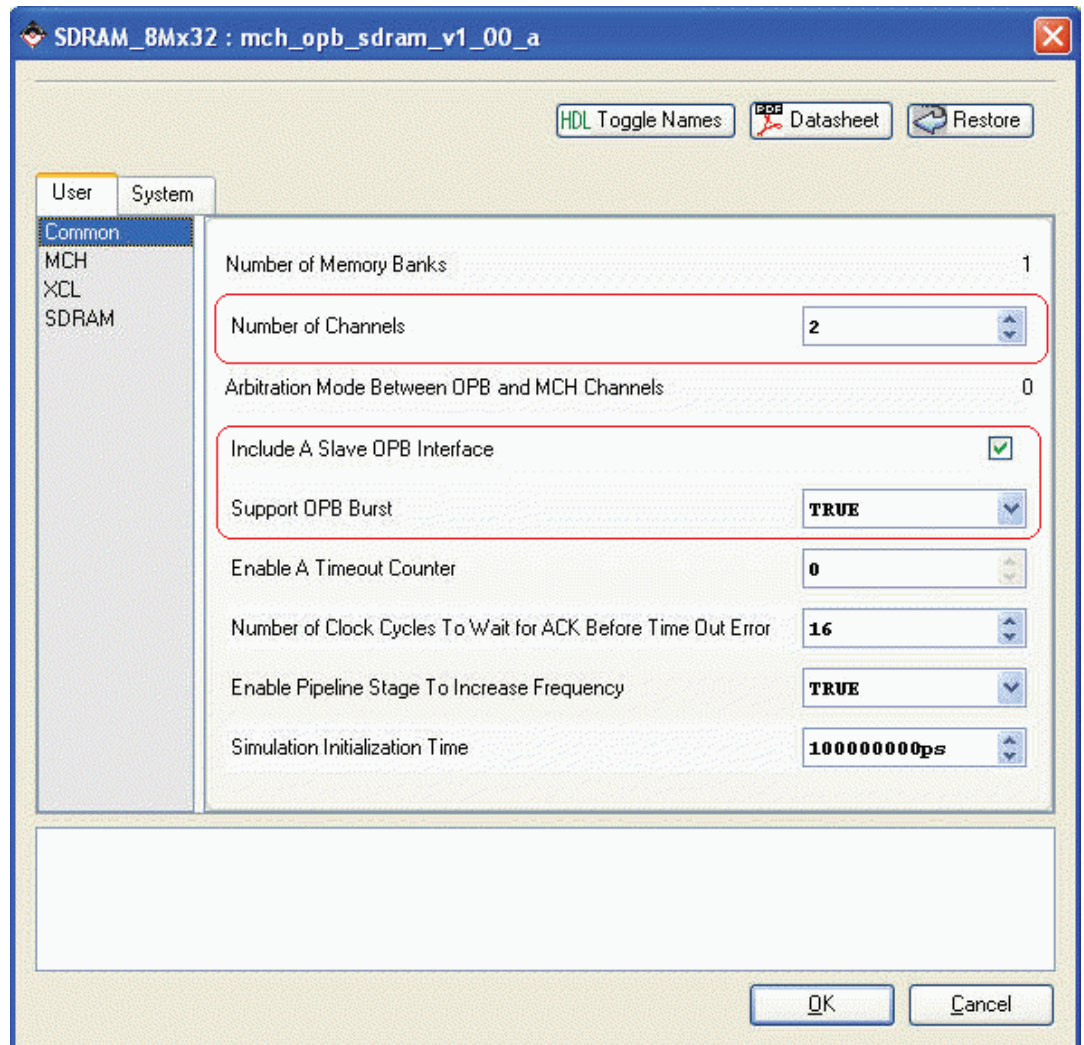 SDRAM_8Mx32 : mch_opb_sdram_v1_00_a
HDL Toggle Names
PDF Datasheet
Restore
User
System
Common
MCH
XCL
SDRAM
Number of Memory Banks 1
Number of Channels 2
Arbitration Mode Between OPB and MCH Channels 0
Include A Slave OPB Interface
Support OPB Burst TRUE
Enable A Timeout Counter 0
Number of Clock Cycles To Wait for ACK Before Time Out Error 16
Enable Pipeline Stage To Increase Frequency TRUE
Simulation Initialization Time 100000000ps
OK
Cancel